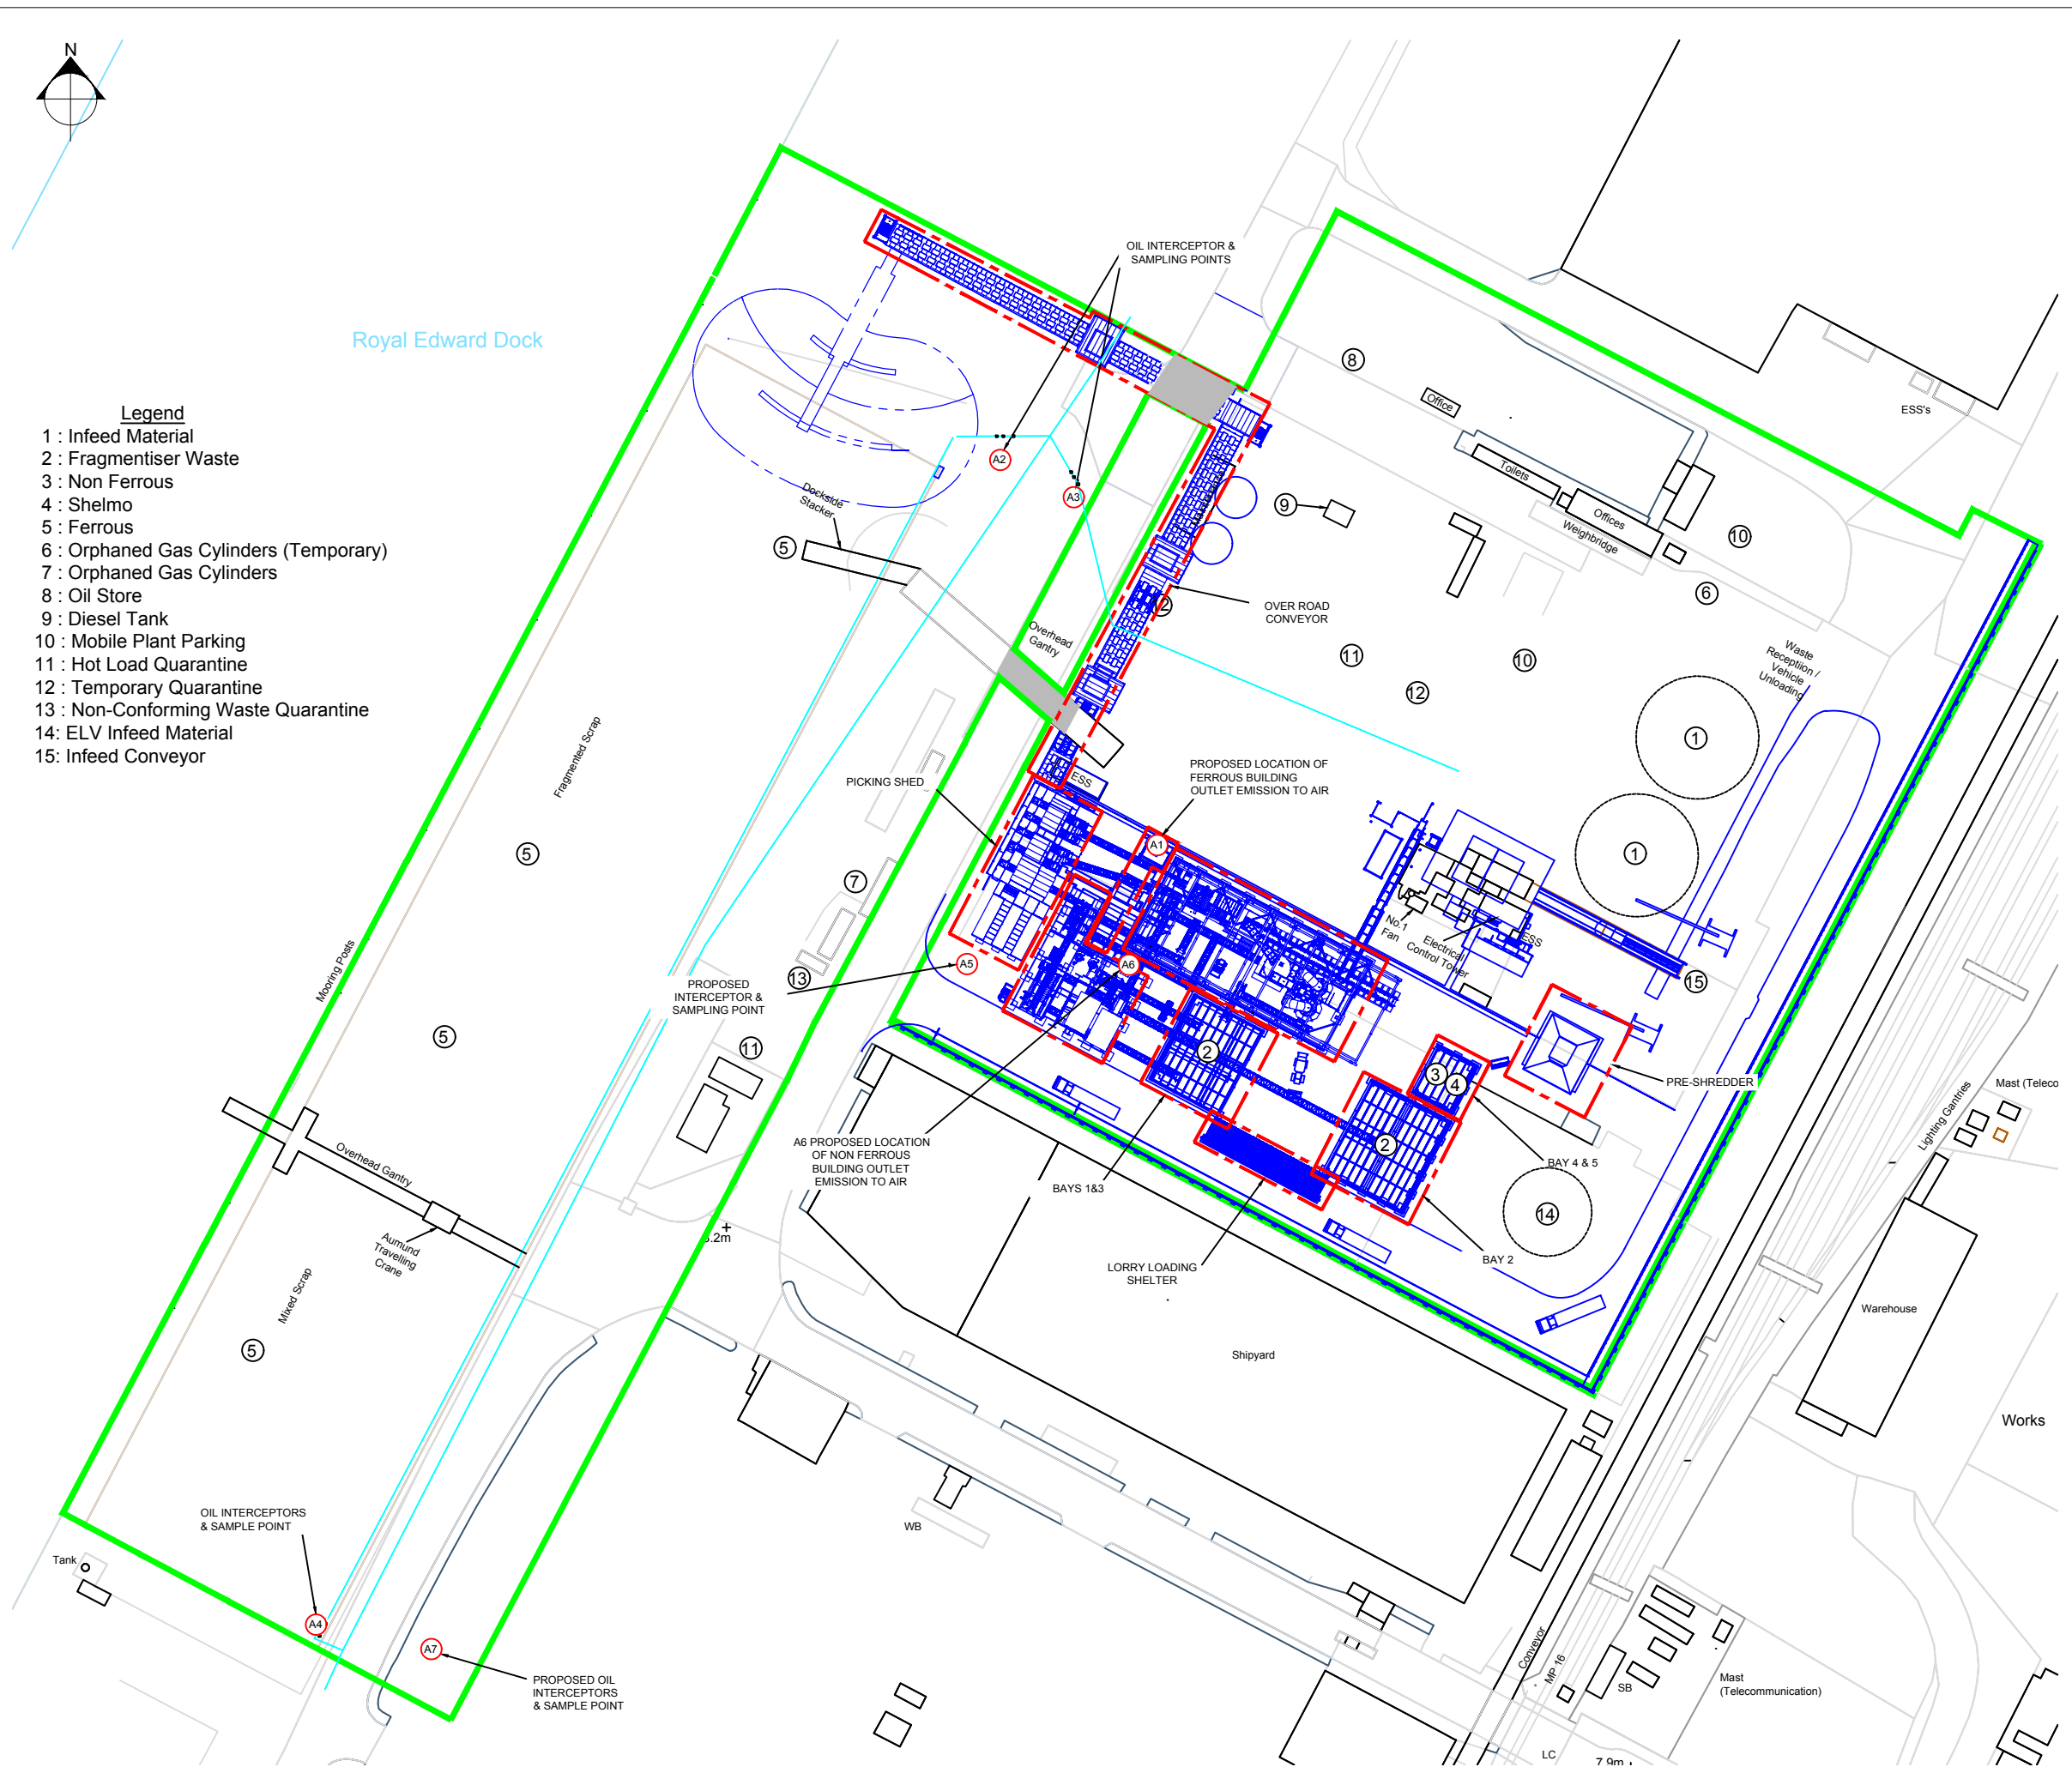 N
Royal Edward Dock
Legend
1 : Infeed Material
2 : Fragmentiser Waste
3 : Non Ferrous
4 : Shelmo
5 : Ferrous
6 : Orphaned Gas Cylinders (Temporary)
7 : Orphaned Gas Cylinders
8 : Oil Store
9 : Diesel Tank
10 : Mobile Plant Parking
11 : Hot Load Quarantine
12 : Temporary Quarantine
13 : Non-Conforming Waste Quarantine
14: ELV Infeed Material
15: Infeed Conveyor
OIL INTERCEPTOR &
SAMPLING POINTS
A2
A3
8
Office
ESS's
Toilets
Offices
Weighbridge
9
10
6
Dockside
Stacker
5
12
OVER ROAD
CONVEYOR
Overhead
Gantry
11
10
12
Waste
Reception /
Vehicle
Unloading
1
1
Fragmented Scrap
5
PICKING SHED
ESS
PROPOSED LOCATION OF
FERROUS BUILDING
OUTLET EMISSION TO AIR
A1
7
No.1
Fan
Electrical
Control Tower
ESS
15
Mooring Posts
A5
A6
13
PROPOSED
INTERCEPTOR &
SAMPLING POINT
5
11
2
3
4
PRE-SHREDDER
Mast (Teleco
Lighting Gantries
A6 PROPOSED LOCATION
OF NON FERROUS
BUILDING OUTLET
EMISSION TO AIR
2
BAYS 1&3
BAY 4 & 5
14
Overhead Gantry
Aumund
Travelling
Crane
.2m
LORRY LOADING
SHELTER
BAY 2
Mixed Scrap
5
Shipyard
Warehouse
Works
OIL INTERCEPTORS
& SAMPLE POINT
WB
Tank
A4
A7
PROPOSED OIL
INTERCEPTORS
& SAMPLE POINT
Conveyor
MP 16
SB
Mast
(Telecommunication)
LC
7.9m